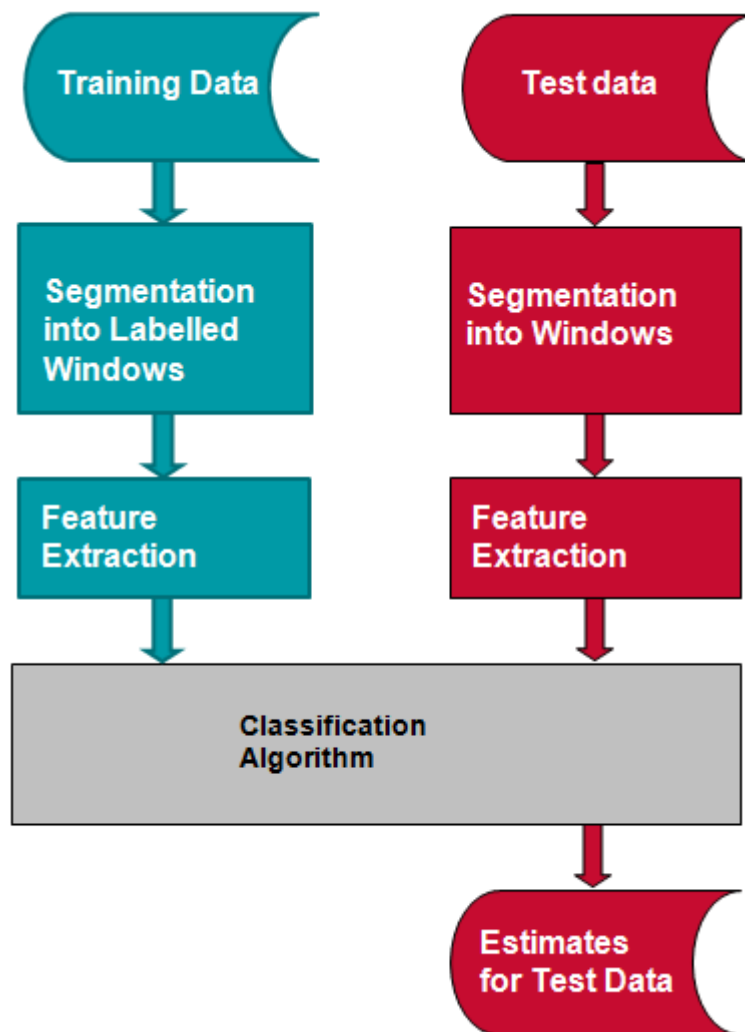 Training Data
Test data
Segmentation
into Labelled
Windows
Segmentation
into Windows
Feature
Extraction
Feature
Extraction
Classification
Algorithm
Estimates
for Test Data